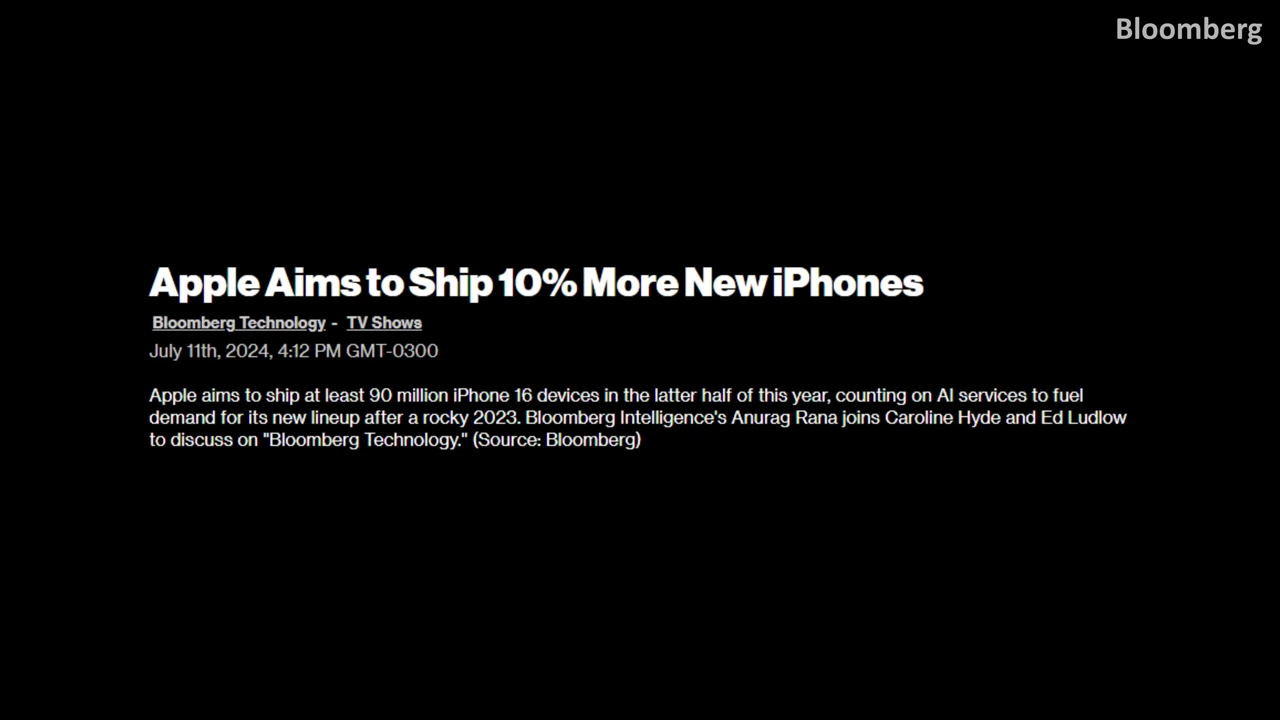 Bloomberg
Apple Aims to Ship 10% More New iPhones
Bloomberg Technology - TV Shows
July 11th, 2024, 4:12 PM GMT-0300
Apple aims to ship at least 90 million iPhone 16 devices in the latter half of this year, counting on AI services to fuel
demand for its new lineup after a rocky 2023. Bloomberg Intelligence's Anurag Rana joins Caroline Hyde and Ed Ludlow
to discuss on "Bloomberg Technology." (Source: Bloomberg)